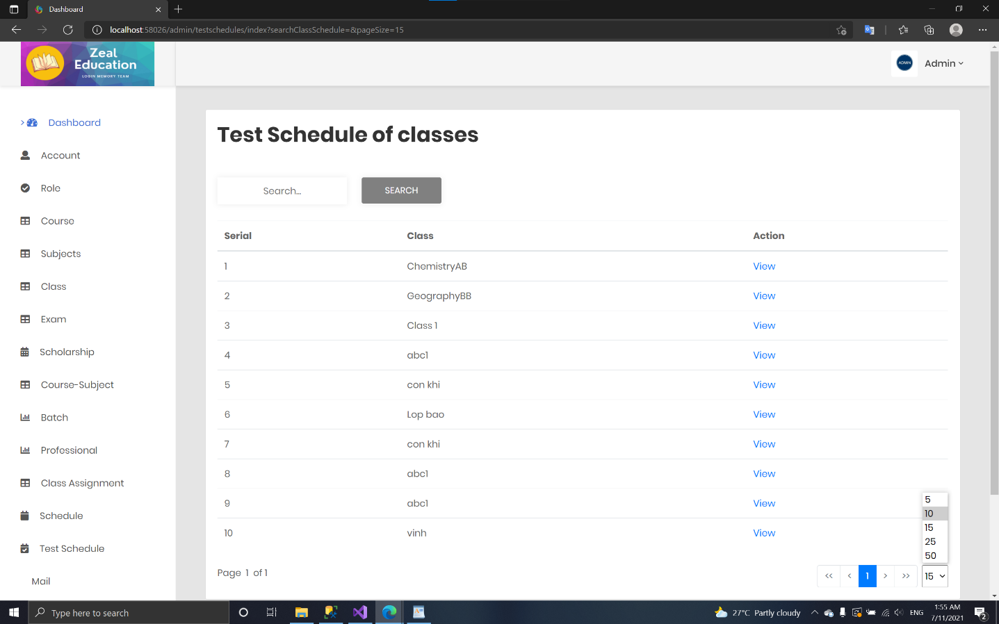 Dashboard
localhost:58026/admin/testschedules/index?searchClassSchedule=&pageSize=15
Zeal
Education
LOGIN MEMORY TEAM
ADMIN
Admin
> Dashboard
Account
Role
Course
Subjects
Class
Exam
Scholarship
Course-Subject
Batch
Professional
Class Assignment
Schedule
Test Schedule
Mail
Test Schedule of classes
Search...
SEARCH
Serial Class Action
1 ChemistryAB View
2 GeographyBB View
3 Class 1 View
4 abc1 View
5 con khi View
6 Lop bao View
7 con khi View
8 abc1 View
9 abc1 View
10 vinh View
5
10
15
25
50
Page 1 of 1
<< < 1 > >> 15
Type here to search
27°C Partly cloudy
ENG
1:55 AM
7/11/2021
2